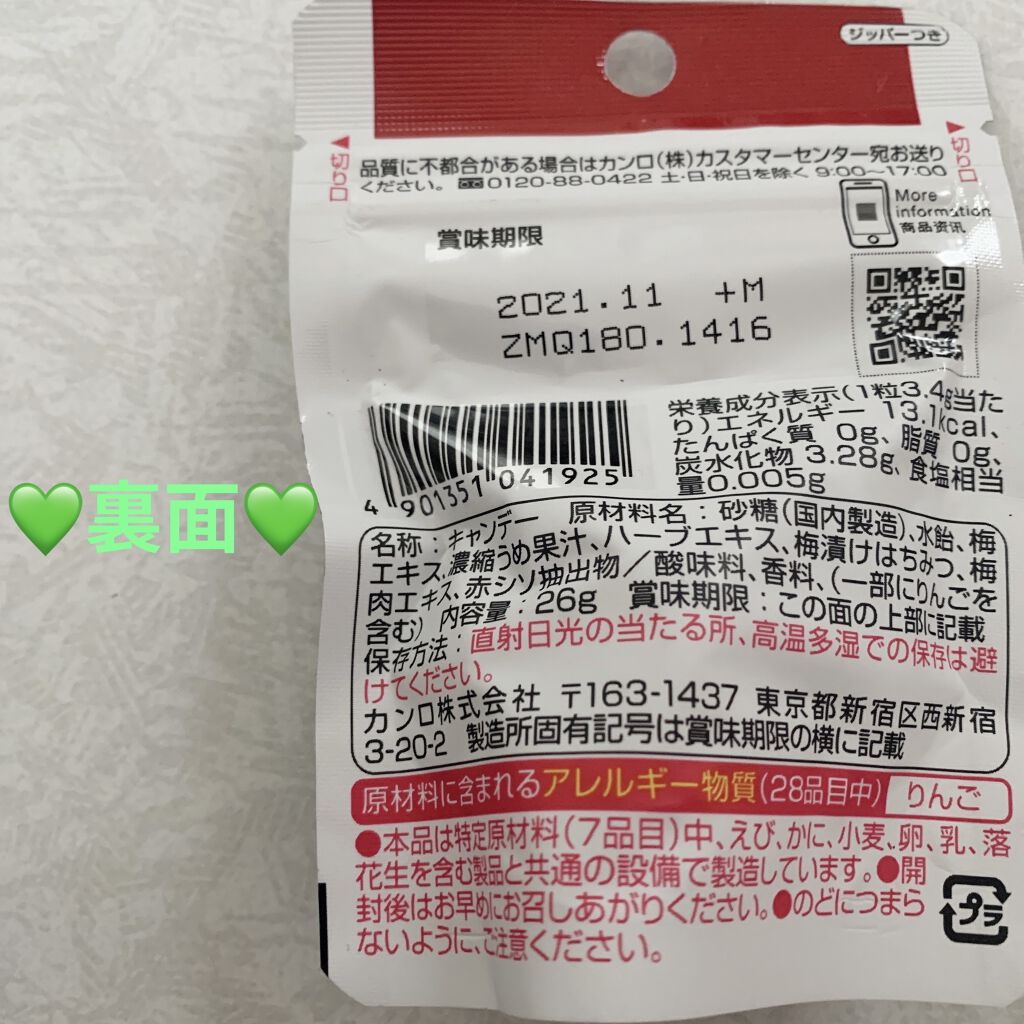 ジッパーつき
切り口
切り口
品質に不都合がある場合はカンロ(株)カスタマーセンター宛お送り
ください。 0120-88-0422 土・日・祝日を除く 9:00〜17:00
More
information
商品资讯
賞味期限
2021.11 +M
ZMQ180.1416
栄養成分表示(1粒3.4g当た
り)エネルギー 13.1kcal、
たんぱく質 0g、脂質 0g、
炭水化物 3.28g、食塩相当
量0.005g
4 901351 041925
💚裏面💚
名称:キャンデー 原材料名:砂糖(国内製造)、水飴、梅
エキス、濃縮うめ果汁、ハーブエキス、梅漬けはちみつ、梅
肉エキス、赤シソ抽出物/酸味料、香料、(一部にりんごを
含む) 内容量:26g 賞味期限:この面の上部に記載
保存方法:直射日光の当たる所、高温多湿での保存は避
けてください。
カンロ株式会社 〒163-1437 東京都新宿区西新宿
3-20-2 製造所固有記号は賞味期限の横に記載
原材料に含まれるアレルギー物質(28品目中) りんご
●本品は特定原材料(7品目)中、えび、かに、小麦、卵、乳、落
花生を含む製品と共通の設備で製造しています。●開
封後はお早めにお召しあがりください。●のどにつまら
ないように、ご注意ください。
プラ